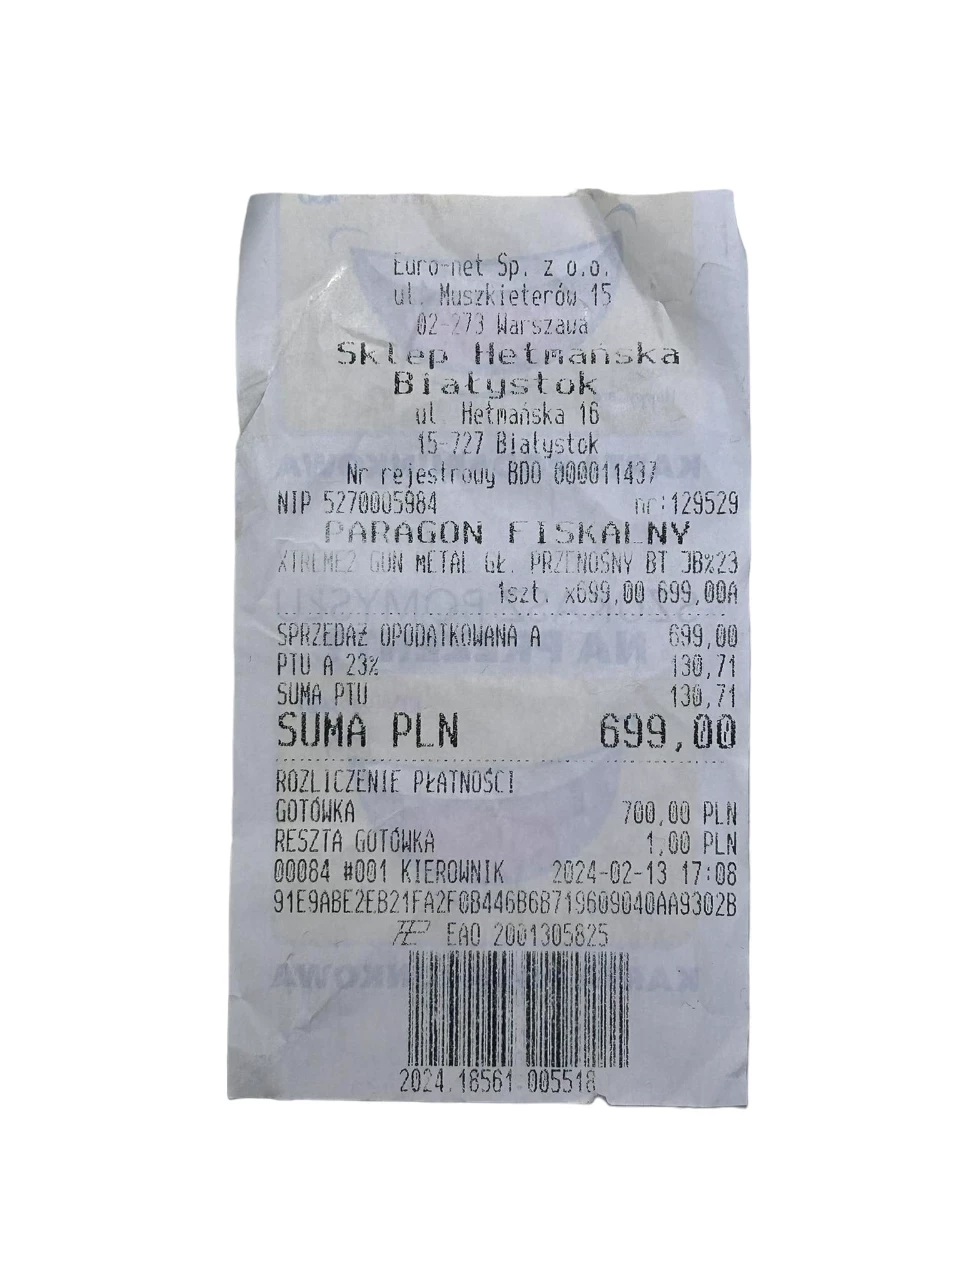 Euro-net Sp. z o.o.
ul. Muszkieterów 15
02-273 Warszawa
Sklep Hetmańska
Białystok
ul. Hetmańska 16
15-727 Białystok
Nr rejestrowy BDO 000011437
NIP 5270005984 nr:129529
PARAGON FISKALNY
XTREME2 GUN METAL GŁ. PRZENOŚNY BT JB%23
1szt. x699,00 699,00A
SPRZEDAŻ OPODATKOWANA A 699,00
PTU A 23% 130,71
SUMA PTU 130,71
SUMA PLN 699,00
ROZLICZENIE PŁATNOŚCI
GOTÓWKA 700,00 PLN
RESZTA GOTÓWKA 1,00 PLN
00084 #001 KIEROWNIK 2024-02-13 17:08
91E9ABE2EB21FA2F0B446B68719609040AA9302B
EAO 2001305825
2024.18561 005518